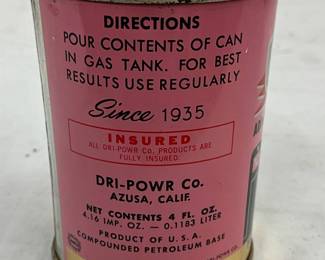 DIRECTIONS
POUR CONTENTS OF CAN
IN GAS TANK. FOR BEST
RESULTS USE REGULARLY
Since 1935
INSURED
ALL DRI-POWR Co. PRODUCTS ARE
FULLY INSURED.
DRI-POWR Co.
AZUSA, CALIF.
NET CONTENTS 4 FL. OZ.
4.16 IMP. OZ. — 0.1183 LITER
PRODUCT OF U.S.A.
COMPOUNDED PETROLEUM BASE